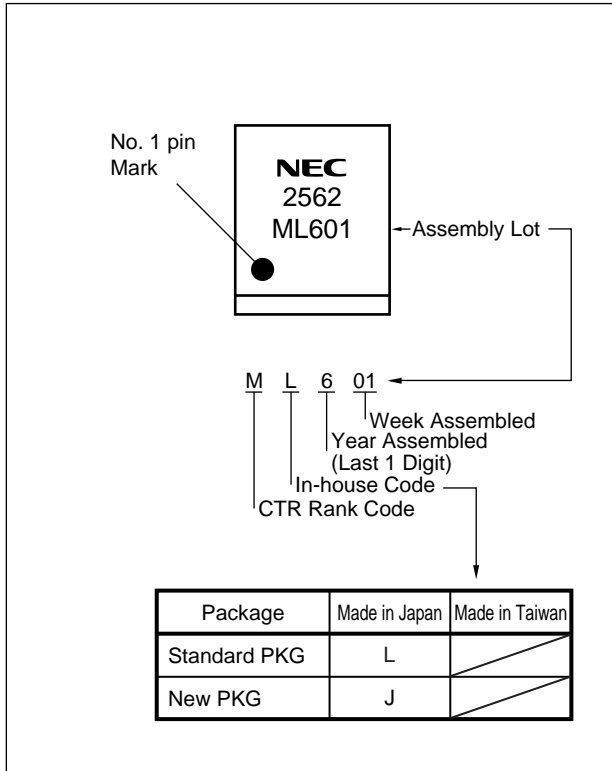 No. 1 pin
Mark
NEC
2562
ML601
Assembly Lot
M L 6 01
Week Assembled
Year Assembled
(Last 1 Digit)
In-house Code
CTR Rank Code
Package Made in Japan Made in Taiwan
Standard PKG L
New PKG J